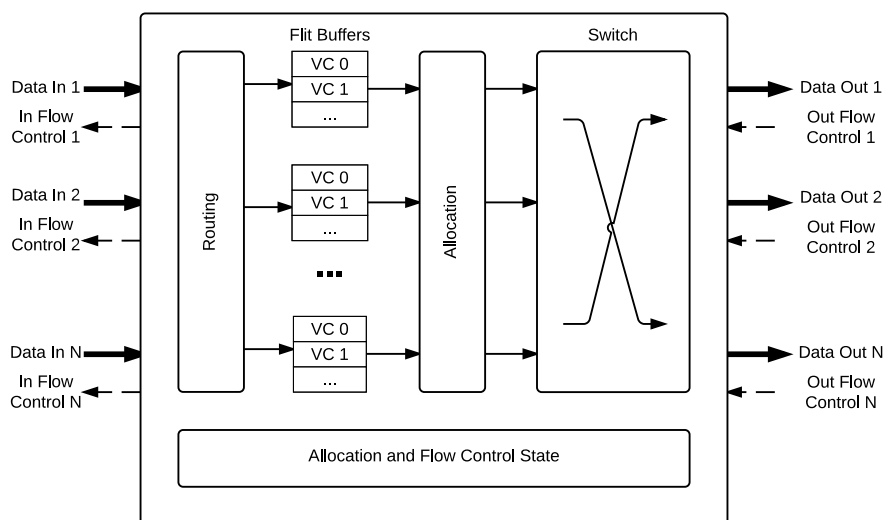 Flit Buffers
Switch
Data In 1
In Flow
Control 1
Data In 2
In Flow
Control 2
Data In N
In Flow
Control N
Routing
VC 0
VC 1
...
VC 0
VC 1
...
VC 0
VC 1
...
Allocation
Data Out 1
Out Flow
Control 1
Data Out 2
Out Flow
Control 2
Data Out N
Out Flow
Control N
Allocation and Flow Control State